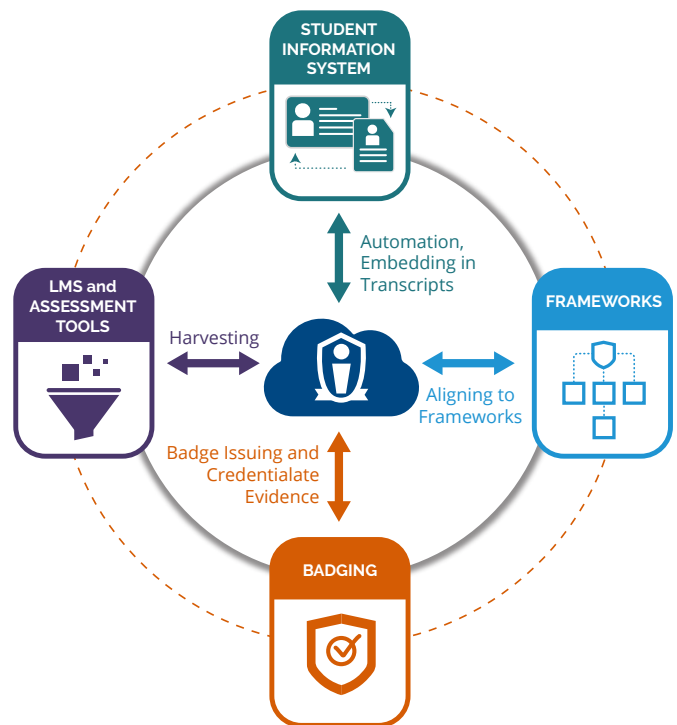 STUDENT
INFORMATION
SYSTEM
Automation,
Embedding in
Transcripts
LMS and
ASSESSMENT
TOOLS
Harvesting
FRAMEWORKS
Aligning to
Frameworks
Badge Issuing and
Credentialate
Evidence
BADGING